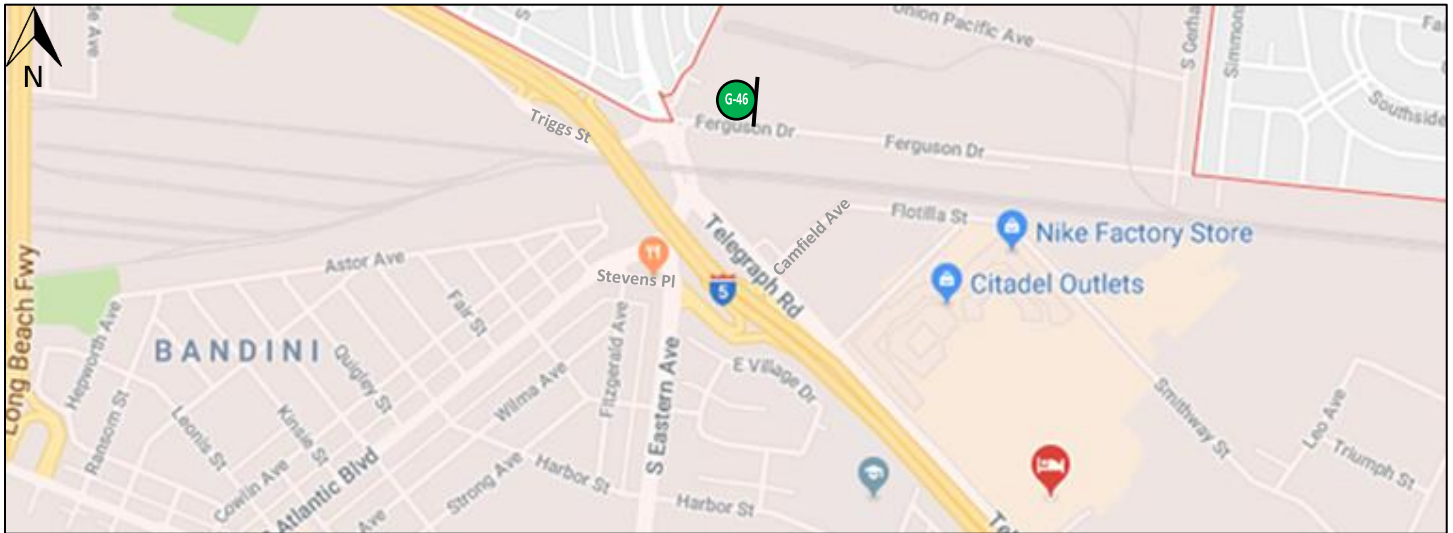 N
S
Union Pacific Ave
S Gerha
Simmons
Fa
Southside
de Ave
G-46
Ferguson Dr
Ferguson Dr
Triggs St
Long Beach Fwy
Astor Ave
Stevens Pl
Telegraph Rd
Camfield Ave
Flotilla St
Nike Factory Store
Citadel Outlets
5
Hepworth Ave
BANDINI
Fair St
Quigley St
Fitzgerald Ave
S Eastern Ave
E Village Dr
Wilma Ave
Ransom St
Leonis St
Kinsie St
Cowlin Ave
Atlantic Blvd
Ave
Strong Ave
Harbor St
Harbor St
Smithway St
Leo Ave
Triumph St
Tel